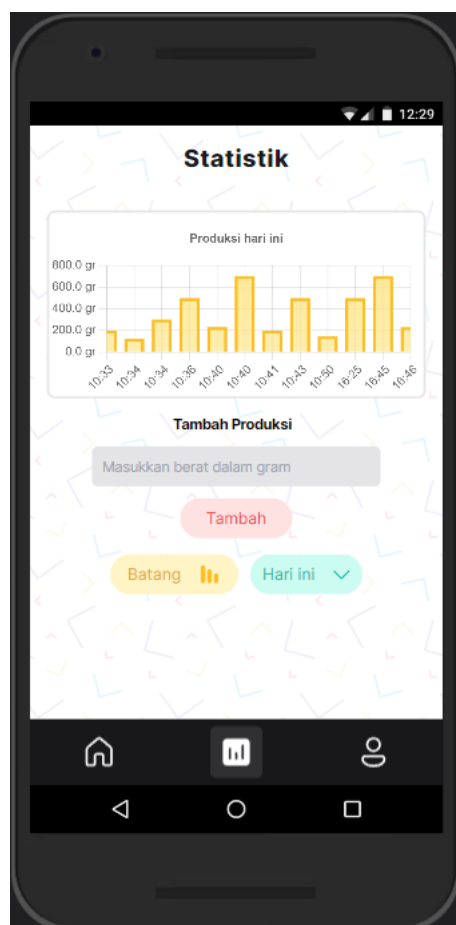 12:29
Statistik
Produksi hari ini
800.0 gr
600.0 gr
400.0 gr
200.0 gr
0.0 gr
10:33 10:34 10:34 10:36 10:40 10:40 10:41 10:43 10:50 16:25 16:45 16:46
Tambah Produksi
Masukkan berat dalam gram
Tambah
Batang Hari ini